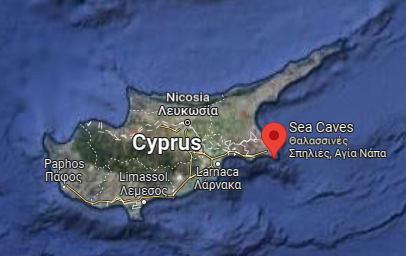 Nicosia
Λευκωσία
Cyprus
Sea Caves
Θαλασσινές
Σπηλιές, Αγία Νάπα
Paphos
Πάφος
Limassol
Λεμεσός
Larnaca
Λάρνακα